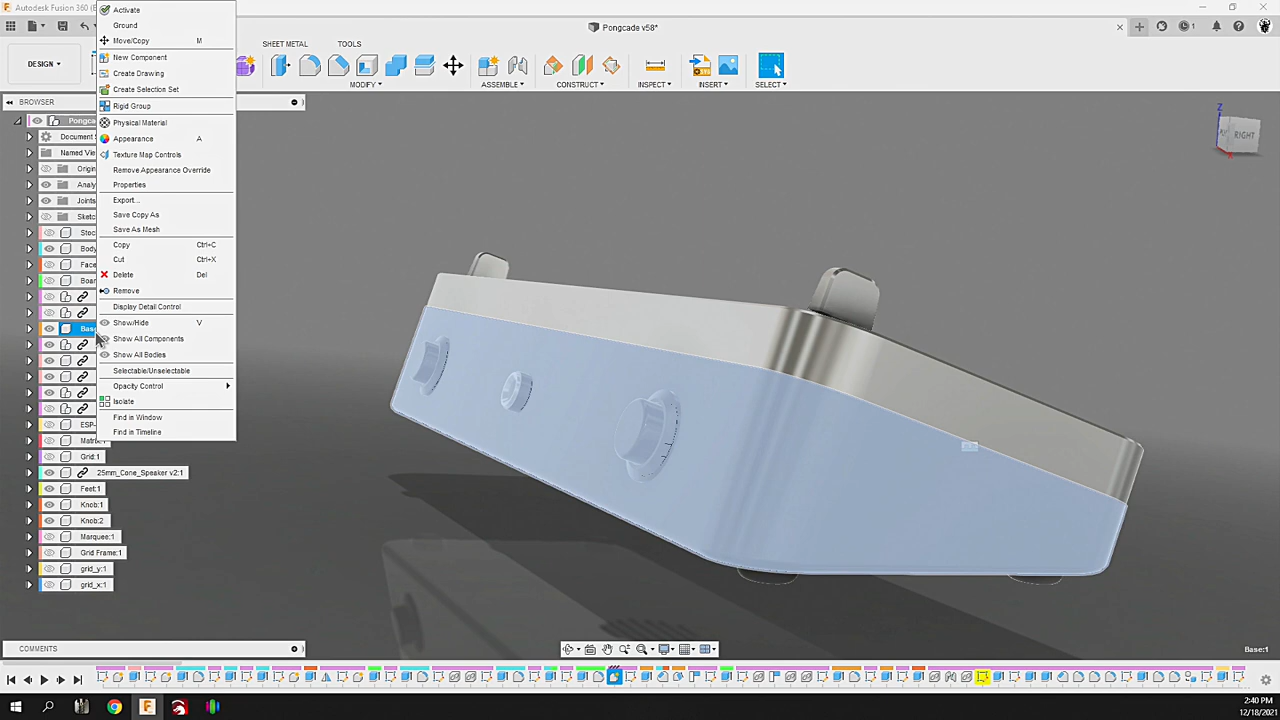 Autodesk Fusion 360
Pongcade v58*
1
DESIGN
SHEET METAL
TOOLS
MODIFY
ASSEMBLE
CONSTRUCT
INSPECT
INSERT
SELECT
BROWSER
Activate
Ground
Move/Copy M
New Component
Create Drawing
Create Selection Set
Rigid Group
Physical Material
Appearance A
Texture Map Controls
Remove Appearance Override
Properties
Export...
Save Copy As
Save As Mesh
Copy Ctrl+C
Cut Ctrl+X
Delete Del
Remove
Display Detail Control
Show/Hide V
Show All Components
Show All Bodies
Selectable/Unselectable
Opacity Control
Isolate
Find in Window
Find in Timeline
Pongca
Document S
Named Vie
Origin
Analy
Joints
Sketc
Stoc
Body
Face
Boar
Base
ESP-
Matrix:1
Grid:1
25mm_Cone_Speaker v2:1
Feet:1
Knob:1
Knob:2
Marquee:1
Grid Frame:1
grid_y:1
grid_x:1
Z
RIGHT
X
COMMENTS
Base:1
2:40 PM
12/18/2021